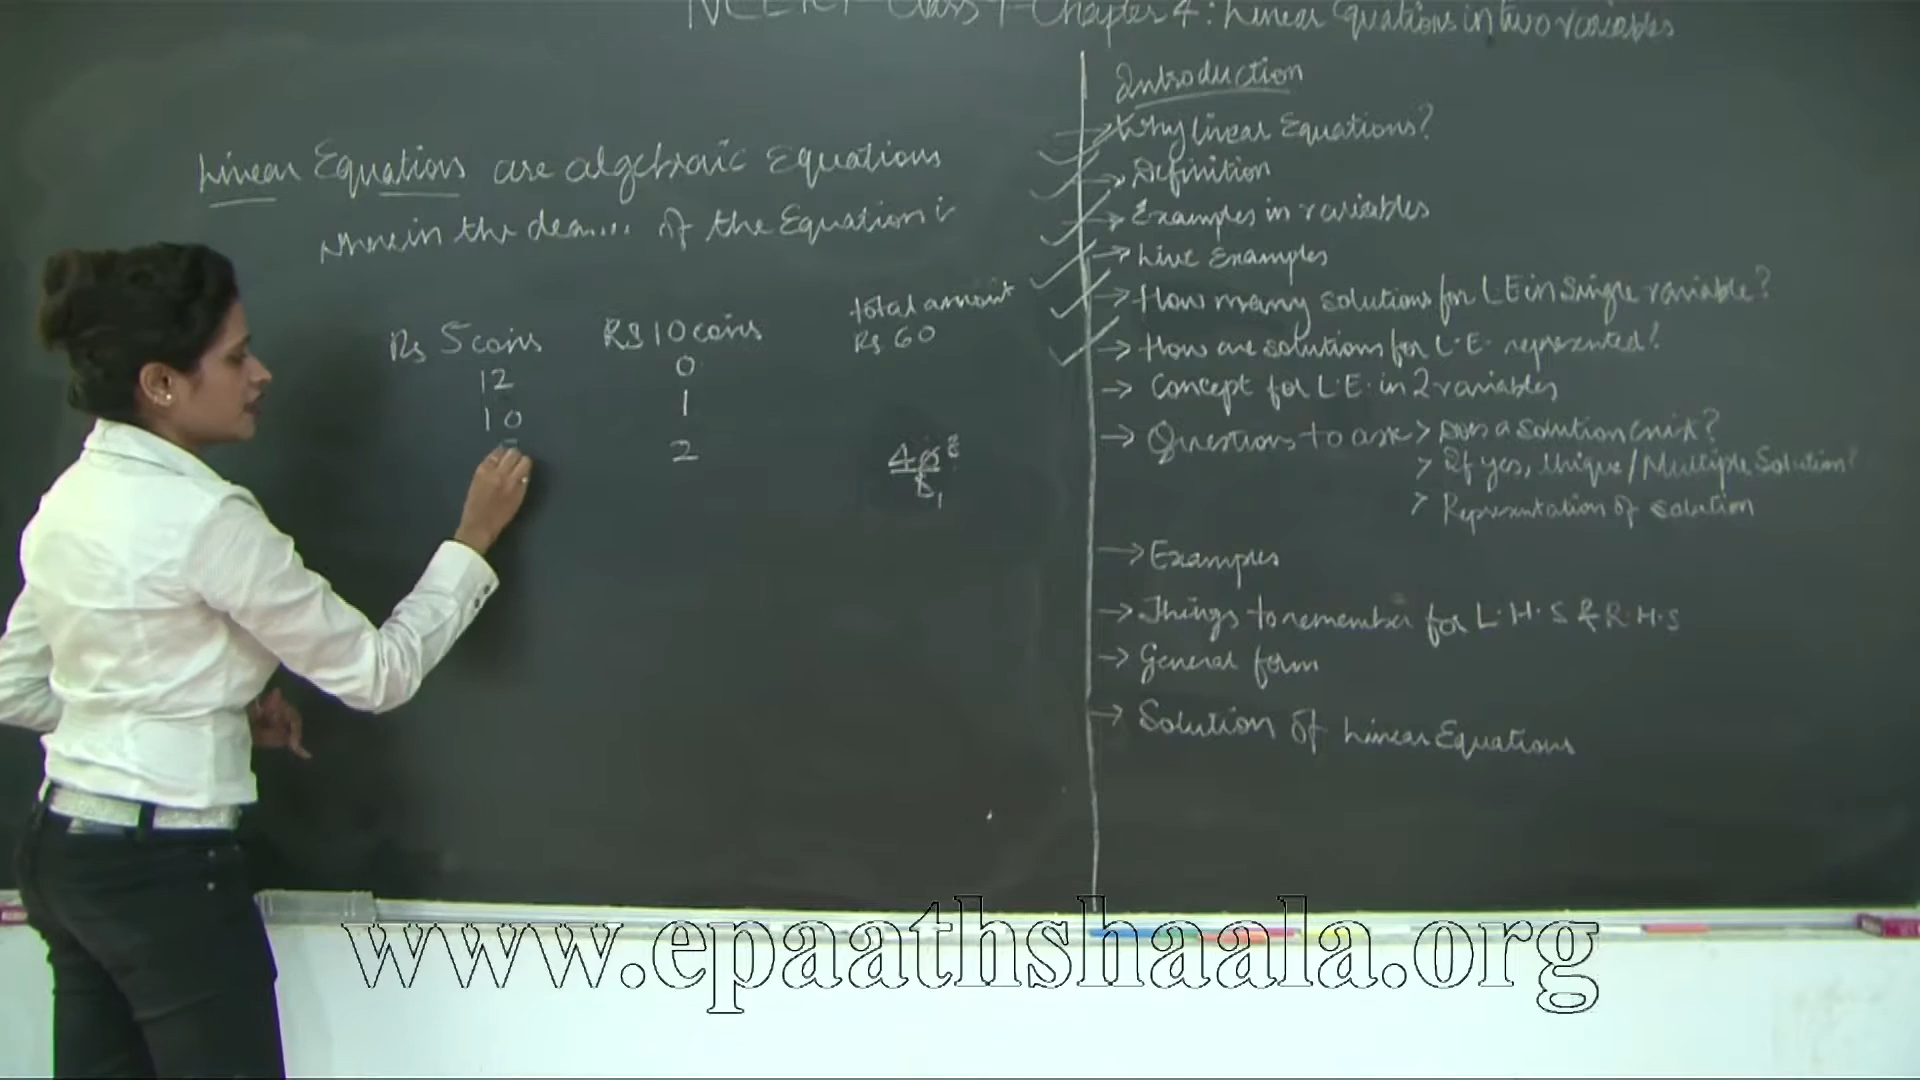 NCERT - Class 9 - Chapter 4 : Linear Equations in two variables
Linear Equations are algebraic Equations
wherein the of the Equation i
Rs 5 coins Rs 10 coins total amount
Rs 60
12 0
10 1
2
40 8
5 1
Introduction
→ Why linear Equations?
→ Definition
→ Examples in variables
→ Live Examples
→ How many solutions for L E in Single variable?
→ How are solutions for L.E. represented?
→ Concept for L.E. in 2 variables
→ Questions to ask > Does a solution exist?
> If yes, Unique/Multiple Solution?
> Representation of solution
→ Examples
→ Things to remember for L.H.S & R.H.S
→ General form
→ Solution of Linear Equations
www.epaathshaala.org